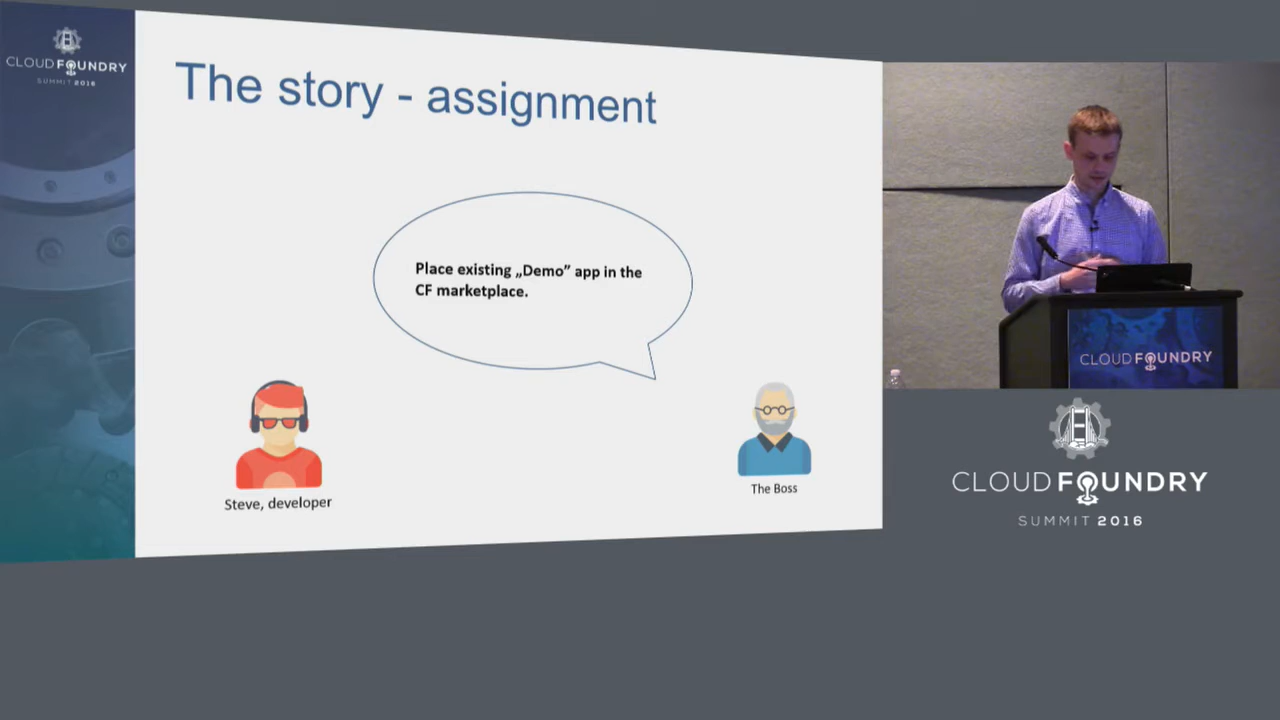 CLOUD FOUNDRY
SUMMIT 2016
The story - assignment
Place existing „Demo” app in the
CF marketplace.
Steve, developer
The Boss
CLOUD FOUNDRY
CLOUD FOUNDRY
SUMMIT 2016